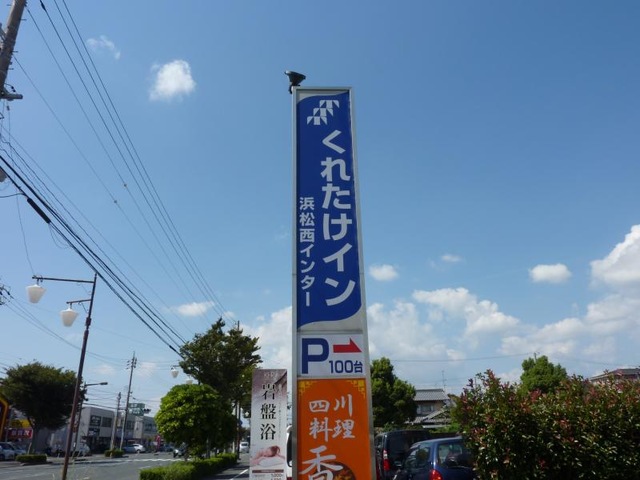 くれたけイン
浜松西インター
P
100台
四川
料理
香
岩盤浴